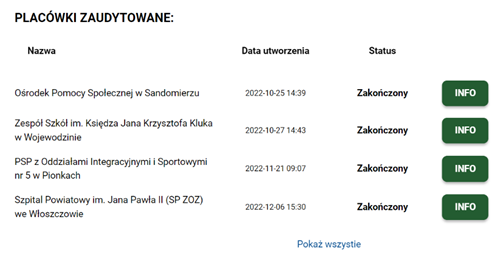 PLACÓWKI ZAUDYTOWANE:
Nazwa Data utworzenia Status
Ośrodek Pomocy Społecznej w Sandomierzu 2022-10-25 14:39 Zakończony INFO
Zespół Szkół im. Księdza Jana Krzysztofa Kluka
w Wojewodzinie 2022-10-27 14:43 Zakończony INFO
PSP z Oddziałami Integracyjnymi i Sportowymi
nr 5 w Pionkach 2022-11-21 09:07 Zakończony INFO
Szpital Powiatowy im. Jana Pawła II (SP ZOZ)
we Włoszczowie 2022-12-06 15:30 Zakończony INFO
Pokaż wszystie